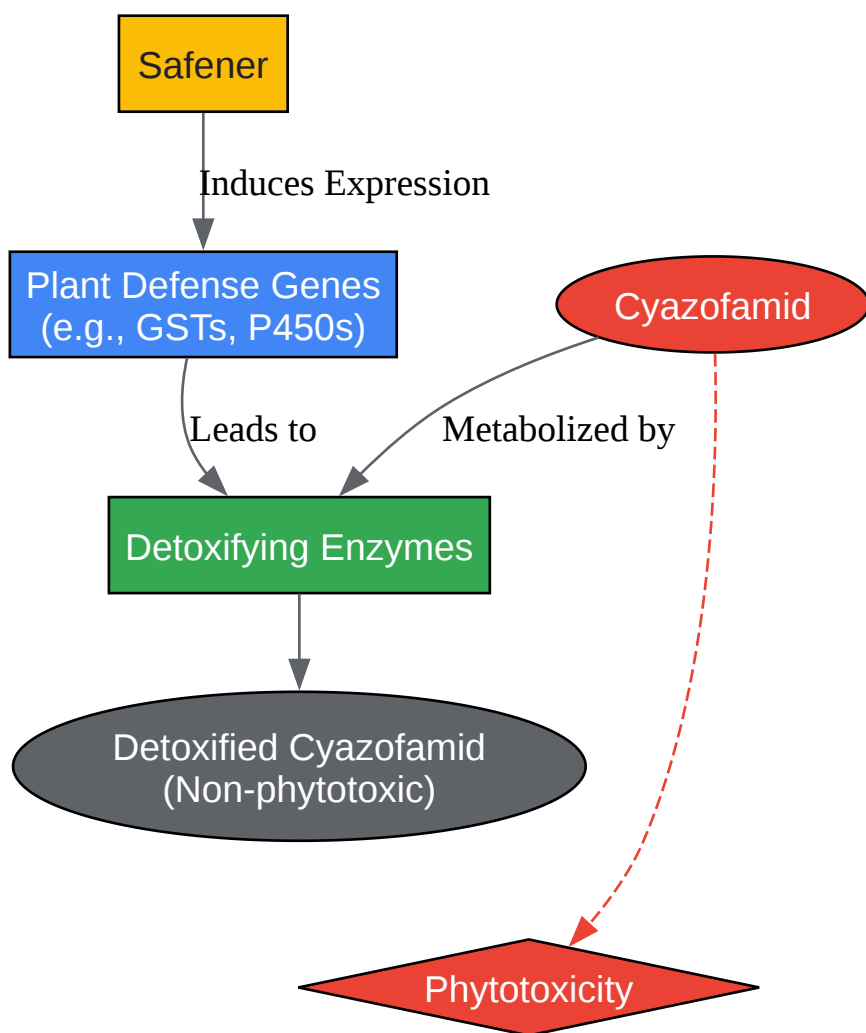 Safener
Induces Expression
Plant Defense Genes
(e.g., GSTs, P450s)
Cyazofamid
Leads to
Metabolized by
Detoxifying Enzymes
Detoxified Cyazofamid
(Non-phytotoxic)
Phytotoxicity